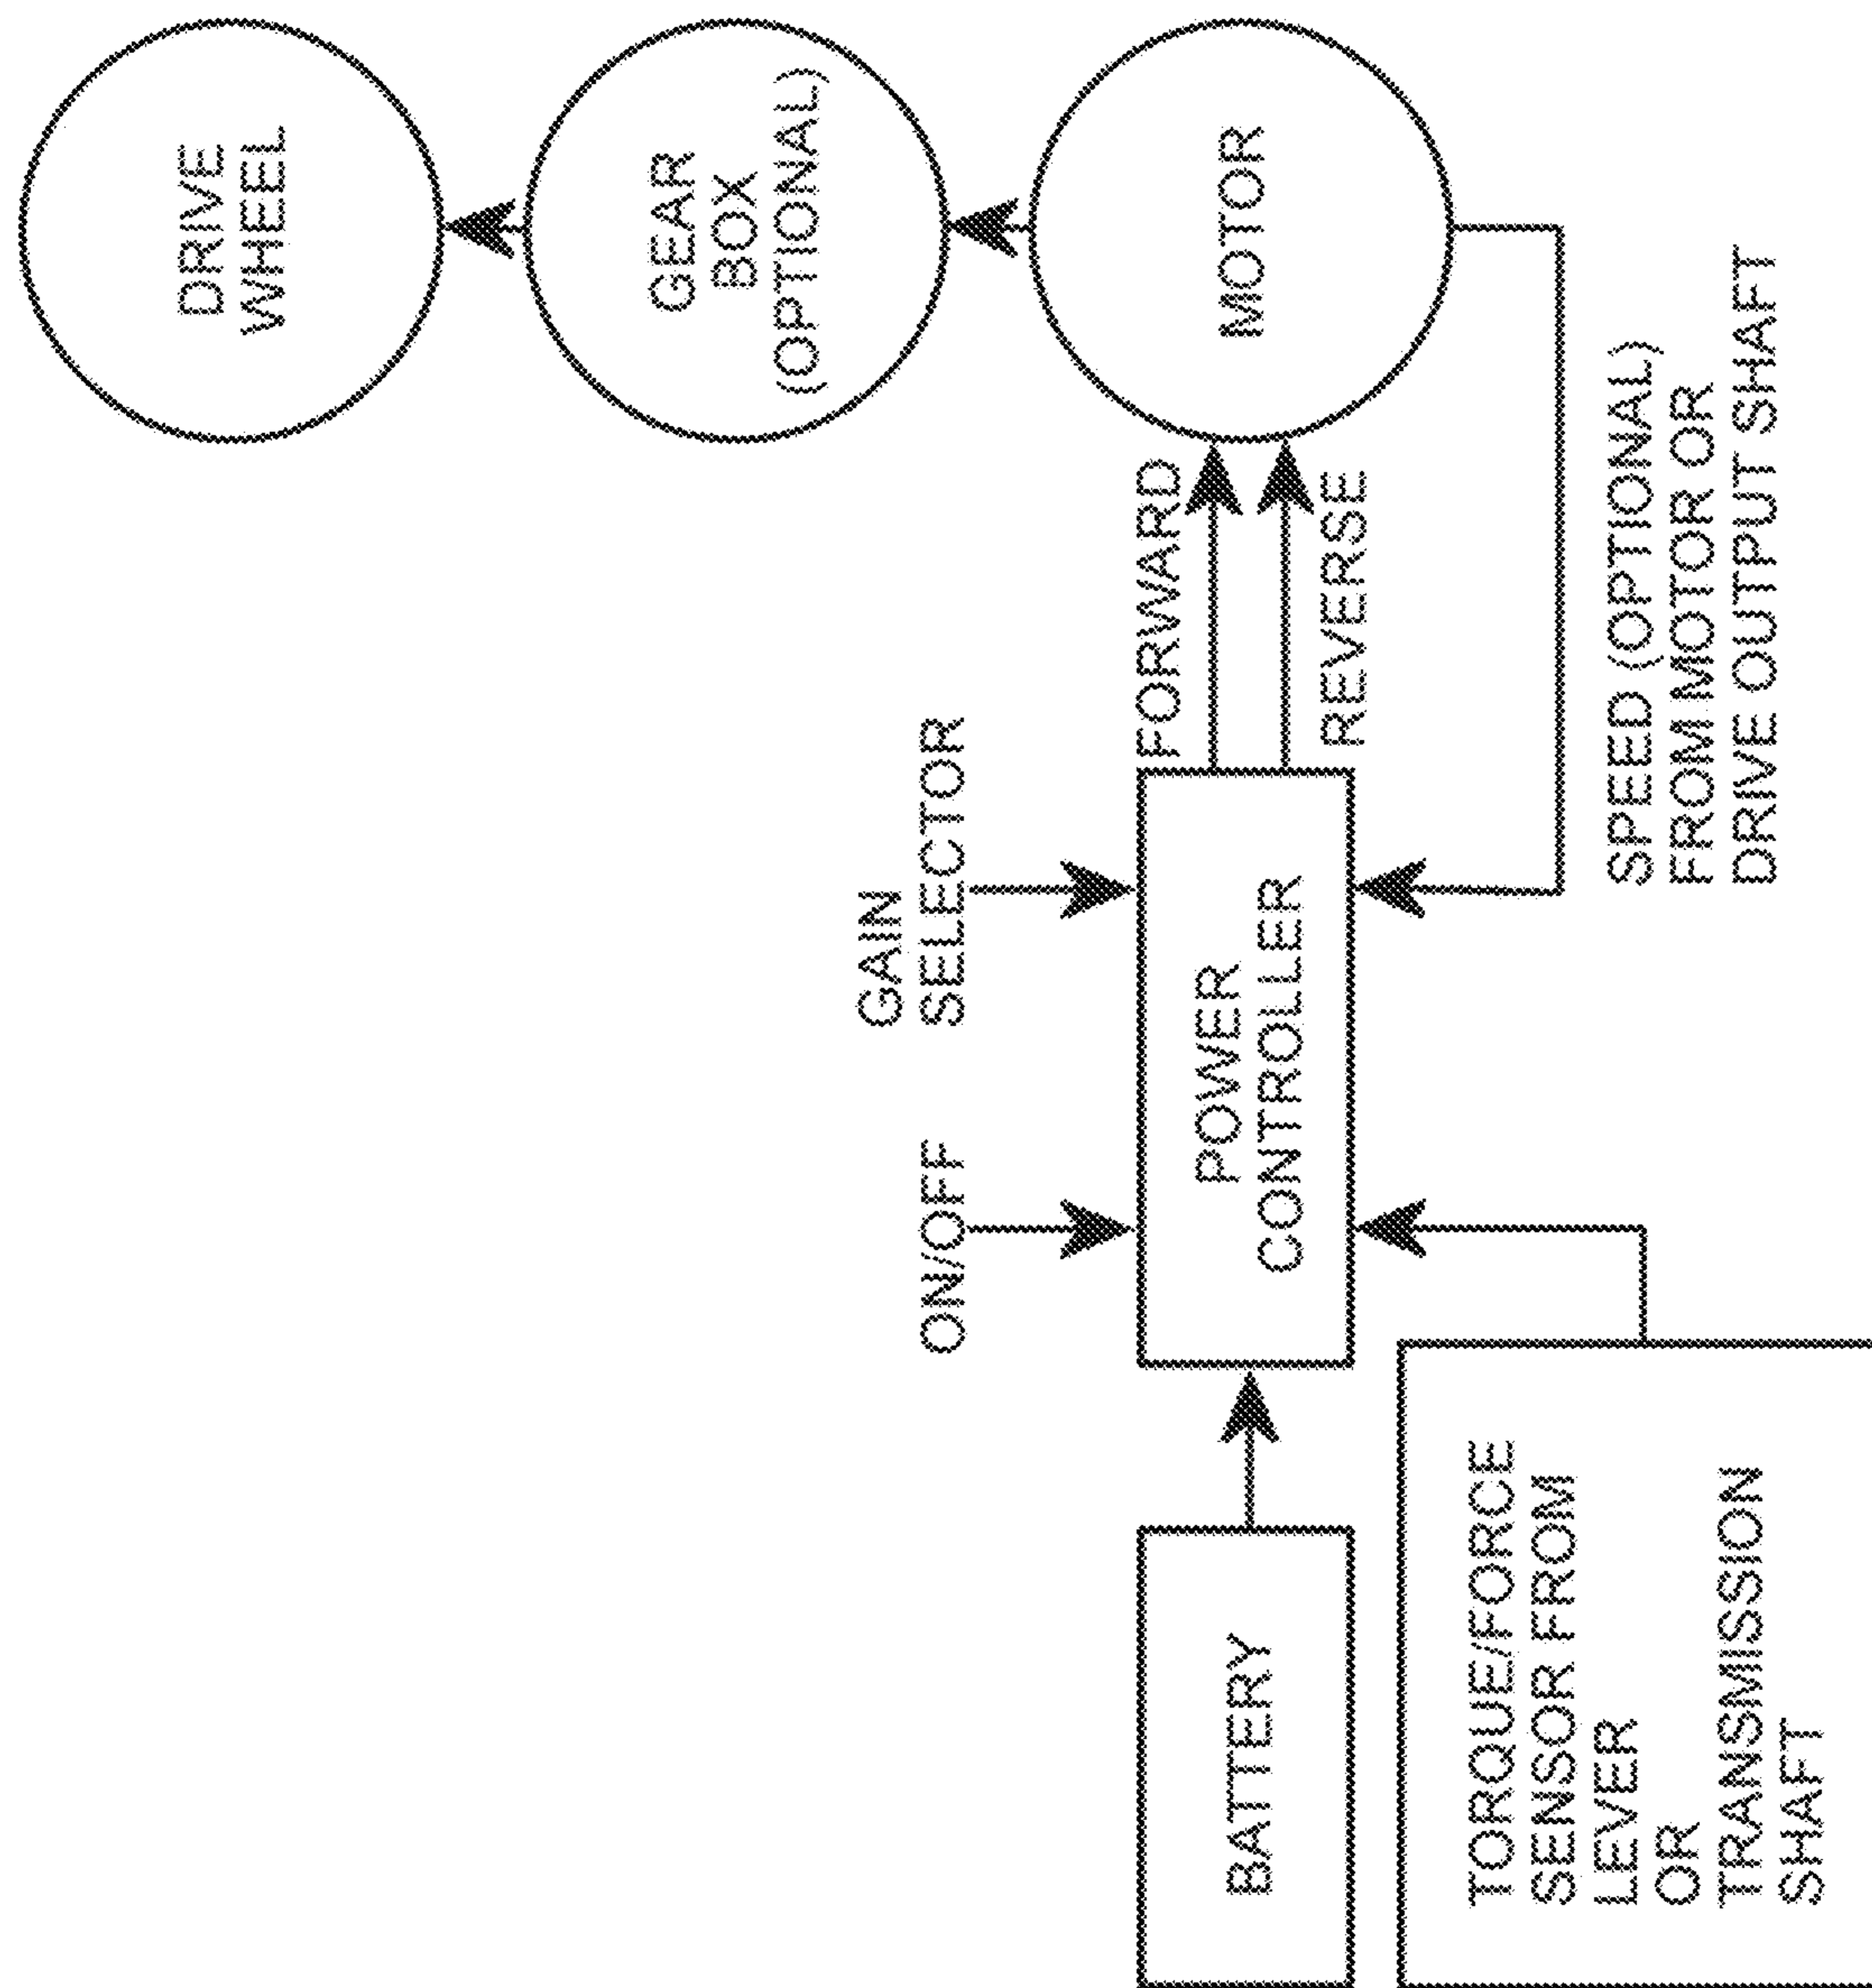 DRIVE
WHEEL
GEAR
BOX
(OPTIONAL)
MOTOR
FORWARD
REVERSE
GAIN
SELECTOR
ON/OFF
POWER
CONTROLLER
SPEED (OPTIONAL)
FROM MOTOR OR
DRIVE OUTPUT SHAFT
BATTERY
TORQUE/FORCE
SENSOR FROM
LEVER
OR
TRANSMISSION
SHAFT